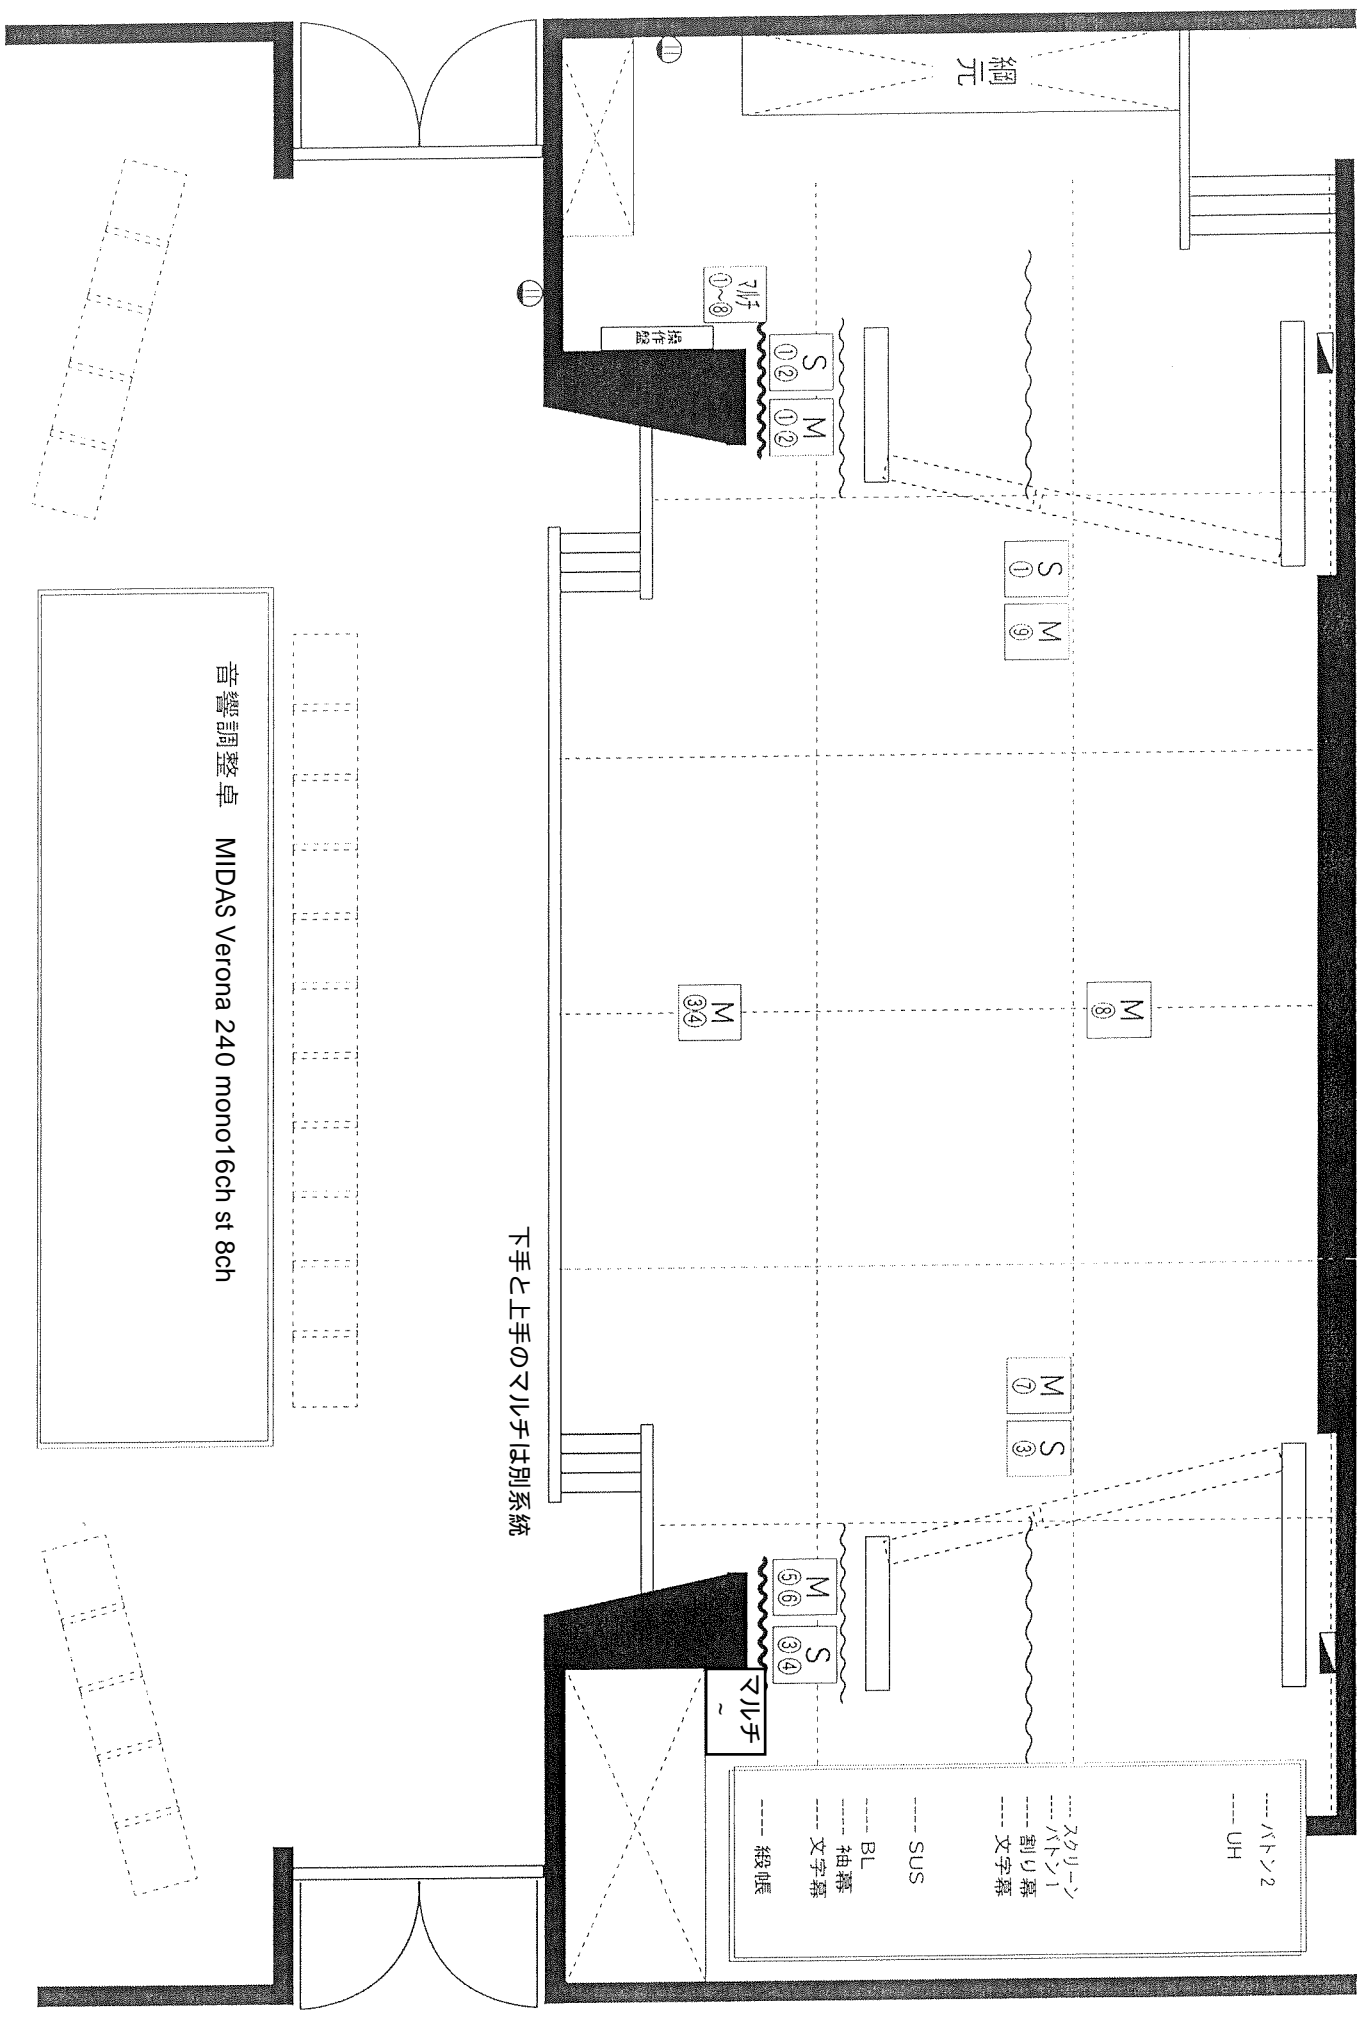 バトン2
UH
スクリーン
バトン1
割り幕
文字幕
SUS
BL
袖幕
文字幕
緞帳
綱元
M
⑧
S
①
M
⑨
M
⑦
S
③
S
①②
M
①②
M
⑤⑥
S
③④
マルチ
①~⑧
マルチ
~
M
③④
操作盤
下手と上手のマルチは別系統
音響調整卓 MIDAS Verona 240 mono16ch st 8ch